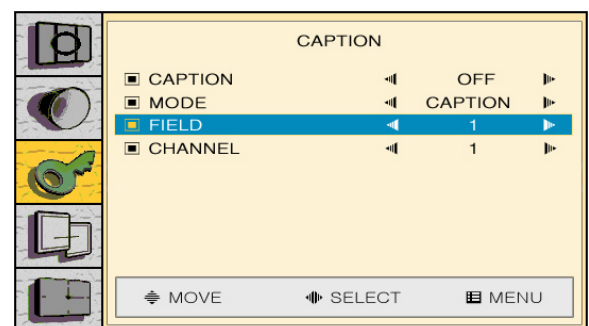 CAPTION
CAPTION OFF
MODE CAPTION
FIELD 1
CHANNEL 1
MOVE SELECT MENU